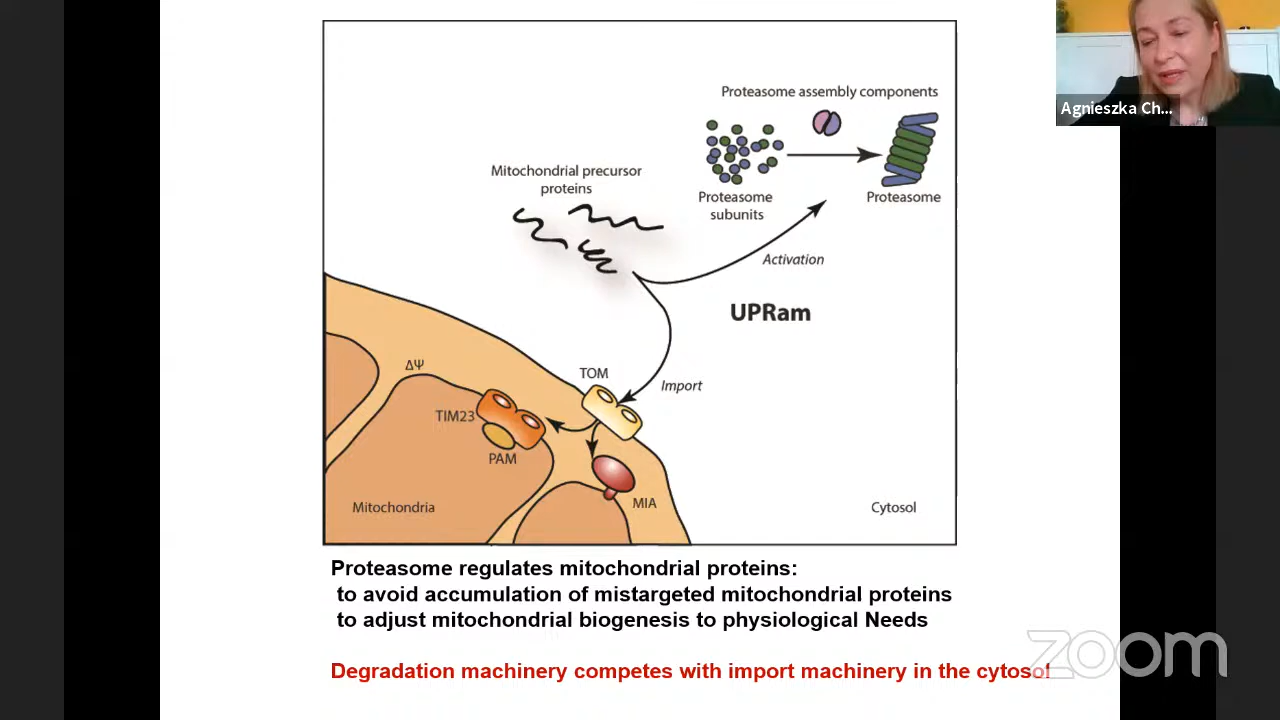 Agnieszka Ch...
Proteasome assembly components
Mitochondrial precursor
proteins
Proteasome
subunits
Proteasome
Activation
UPRam
ΔΨ
TOM
Import
TIM23
PAM
MIA
Mitochondria
Cytosol
Proteasome regulates mitochondrial proteins:
to avoid accumulation of mistargeted mitochondrial proteins
to adjust mitochondrial biogenesis to physiological Needs
Degradation machinery competes with import machinery in the cytosol
zoom